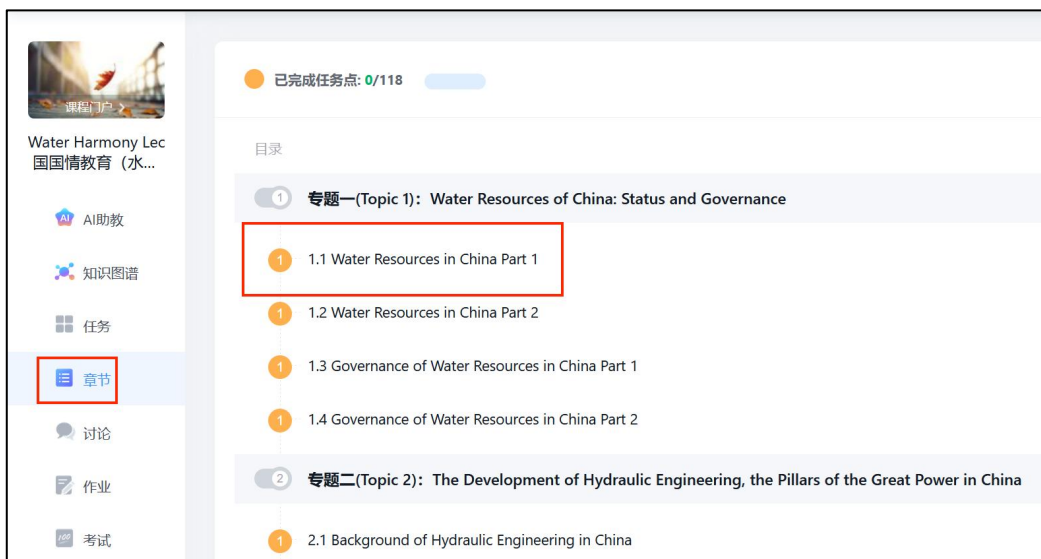 课程门户 >
Water Harmony Lec
国国情教育（水...
AI助教
知识图谱
任务
章节
讨论
作业
考试
已完成任务点: 0/118
目录
1 专题一(Topic 1)：Water Resources of China: Status and Governance
1 1.1 Water Resources in China Part 1
1 1.2 Water Resources in China Part 2
1 1.3 Governance of Water Resources in China Part 1
1 1.4 Governance of Water Resources in China Part 2
2 专题二(Topic 2)：The Development of Hydraulic Engineering, the Pillars of the Great Power in China
1 2.1 Background of Hydraulic Engineering in China